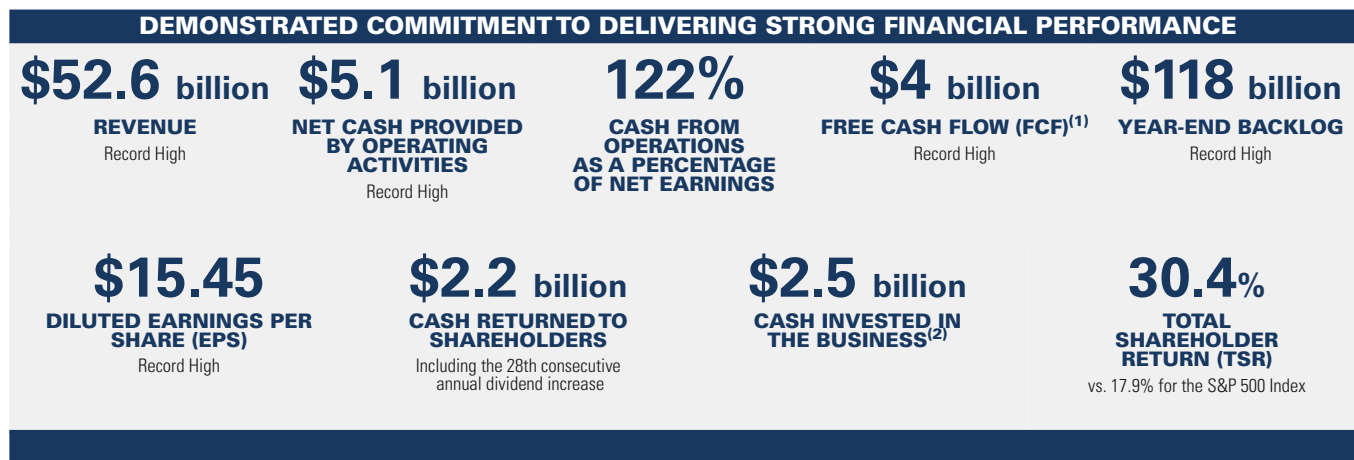 DEMONSTRATED COMMITMENT TO DELIVERING STRONG FINANCIAL PERFORMANCE
$52.6 billion
REVENUE
Record High
$5.1 billion
NET CASH PROVIDED
BY OPERATING
ACTIVITIES
Record High
122%
CASH FROM
OPERATIONS
AS A PERCENTAGE
OF NET EARNINGS
$4 billion
FREE CASH FLOW (FCF)(1)
Record High
$118 billion
YEAR-END BACKLOG
Record High
$15.45
DILUTED EARNINGS PER
SHARE (EPS)
Record High
$2.2 billion
CASH RETURNED TO
SHAREHOLDERS
Including the 28th consecutive
annual dividend increase
$2.5 billion
CASH INVESTED IN
THE BUSINESS(2)
30.4%
TOTAL
SHAREHOLDER
RETURN (TSR)
vs. 17.9% for the S&P 500 Index